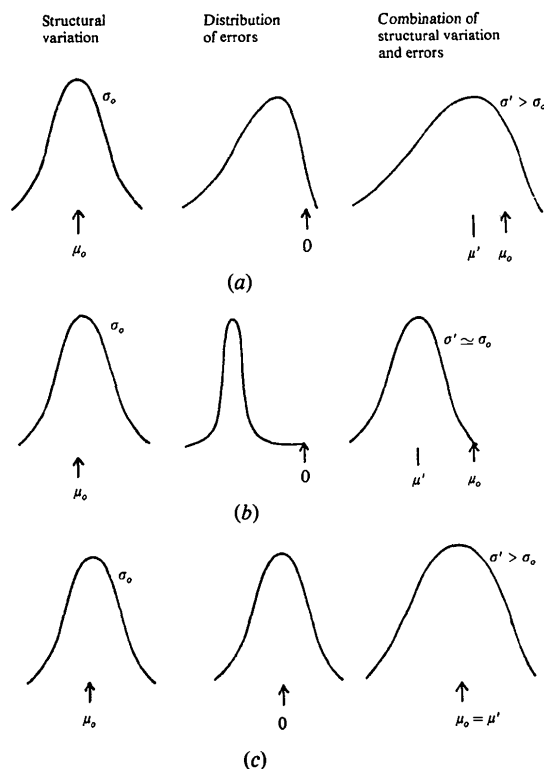 Structural
variation
Distribution
of errors
Combination of
structural variation
and errors
σₒ
σ' > σₒ
μₒ
0
μ'
μₒ
(a)
σₒ
σ' ≃ σₒ
μₒ
0
μ'
μₒ
(b)
σₒ
σ' > σₒ
μₒ
0
μₒ = μ'
(c)